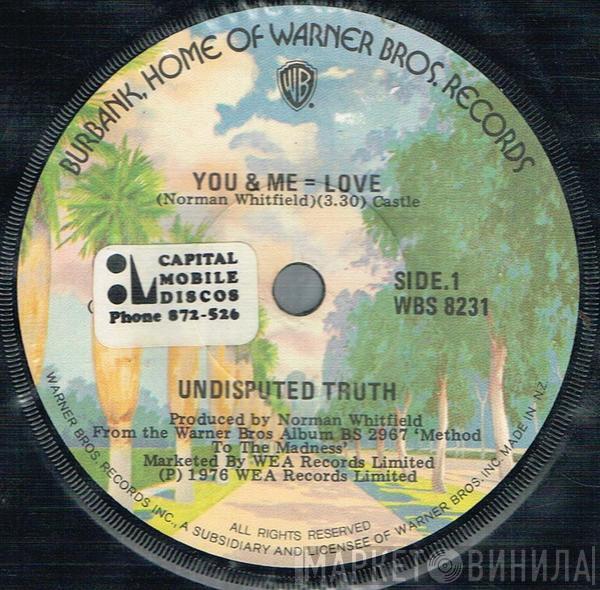 BURBANK, HOME OF WARNER BROS. RECORDS
WB
YOU & ME = LOVE
(Norman Whitfield)(3.30) Castle
CAPITAL
MOBILE
DISCOS
Phone 872-526
SIDE.1
WBS 8231
UNDISPUTED TRUTH
Produced by Norman Whitfield
From the Warner Bros Album BS 2967 'Method
To The Madness'
Marketed By WEA Records Limited
(P) 1976 WEA Records Limited
ALL RIGHTS RESERVED
WARNER BROS. RECORDS INC., A SUBSIDIARY AND LICENSEE OF WARNER BROS. INC. MADE IN N.Z.
МАРКЕТ ВИНИЛА